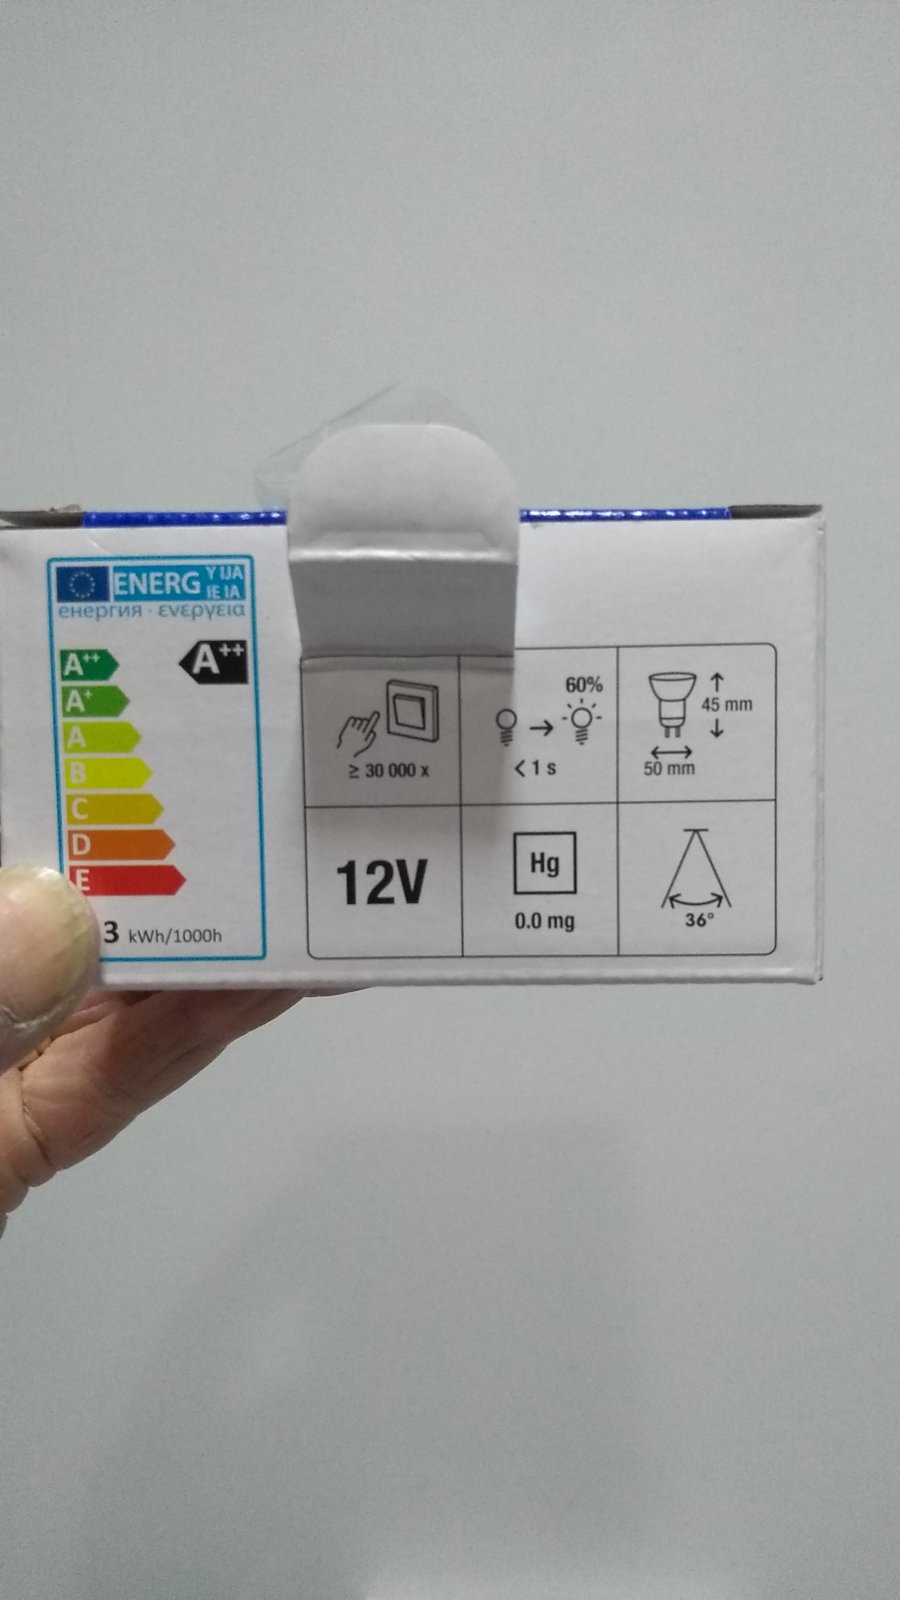 ENERG Y IJA
IE IA
енергия · ενεργεια
A++
A++
A+
A
B
C
D
E
3 kWh/1000h
≥ 30 000 x
60%
< 1 s
45 mm
50 mm
12V
Hg
0.0 mg
36°